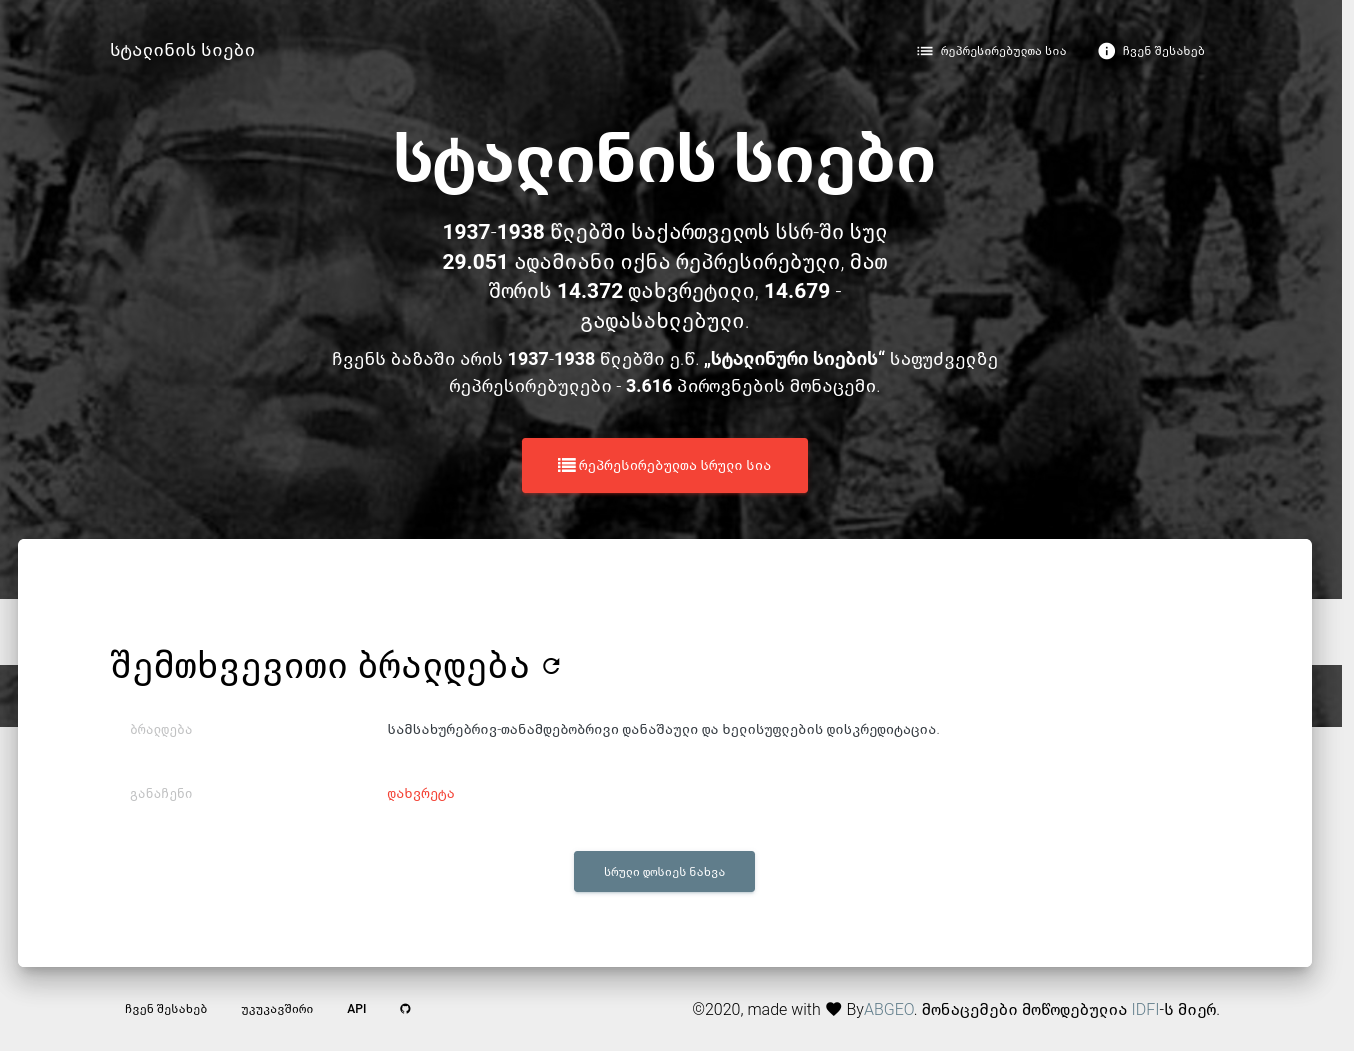 სტალინის სიები
რეპრესირებულთა სია
ჩვენ შესახებ
სტალინის სიები
1937-1938 წლებში საქართველოს სსრ-ში სულ
29.051 ადამიანი იქნა რეპრესირებული, მათ
შორის 14.372 დახვრეტილი, 14.679 -
გადასახლებული.
ჩვენს ბაზაში არის 1937-1938 წლებში ე.წ. „სტალინური სიების“ საფუძველზე
რეპრესირებულები - 3.616 პიროვნების მონაცემი.
რეპრესირებულთა სრული სია
შემთხვევითი ბრალდება
ბრალდება
სამსახურებრივ-თანამდებობრივი დანაშაული და ხელისუფლების დისკრედიტაცია.
განაჩენი
დახვრეტა
სრული დოსიეს ნახვა
ჩვენ შესახებ
უკუკავშირი
API
©2020, made with ♥ ByABGEO. მონაცემები მოწოდებულია IDFI-ს მიერ.